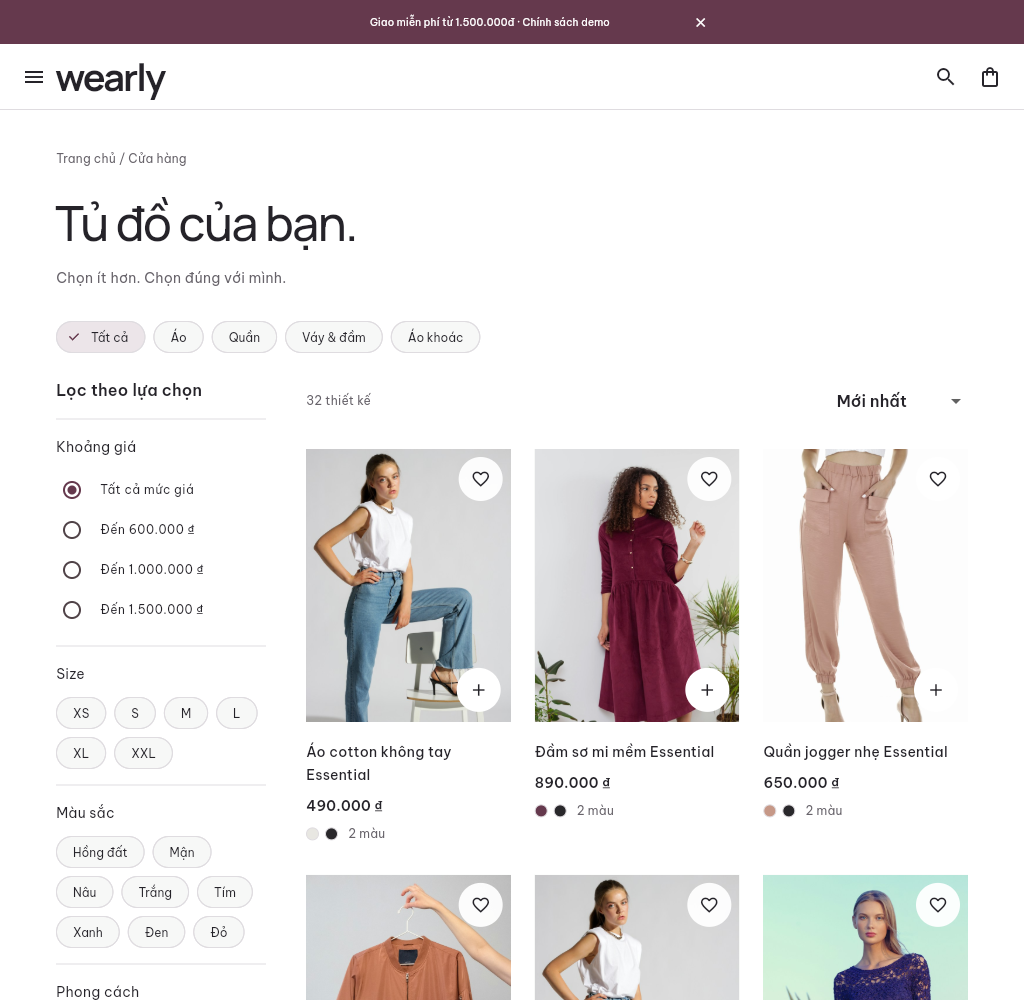 Giao miễn phí từ 1.500.000đ · Chính sách demo
wearly
Trang chủ / Cửa hàng
Tủ đồ của bạn.
Chọn ít hơn. Chọn đúng với mình.
Tất cả
Áo
Quần
Váy & đầm
Áo khoác
Lọc theo lựa chọn
32 thiết kế
Mới nhất
Khoảng giá
Tất cả mức giá
Đến 600.000 ₫
Đến 1.000.000 ₫
Đến 1.500.000 ₫
Size
XS
S
M
L
XL
XXL
Màu sắc
Hồng đất
Mận
Nâu
Trắng
Tím
Xanh
Đen
Đỏ
Phong cách
Áo cotton không tay
Essential
490.000 ₫
2 màu
Đầm sơ mi mềm Essential
890.000 ₫
2 màu
Quần jogger nhẹ Essential
650.000 ₫
2 màu